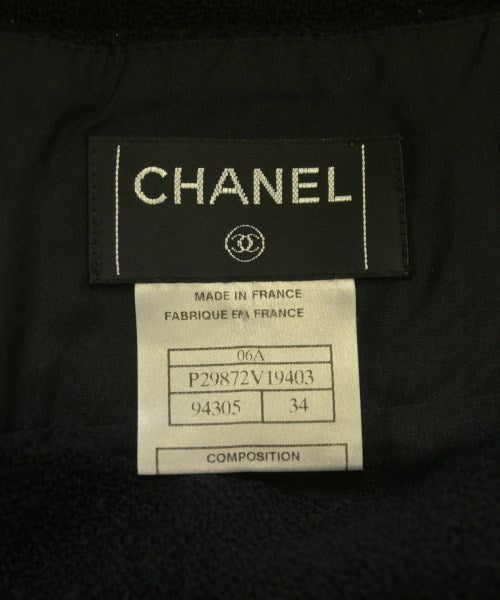 CHANEL
MADE IN FRANCE
FABRIQUE EN FRANCE
06A
P29872V19403
94305 34
COMPOSITION